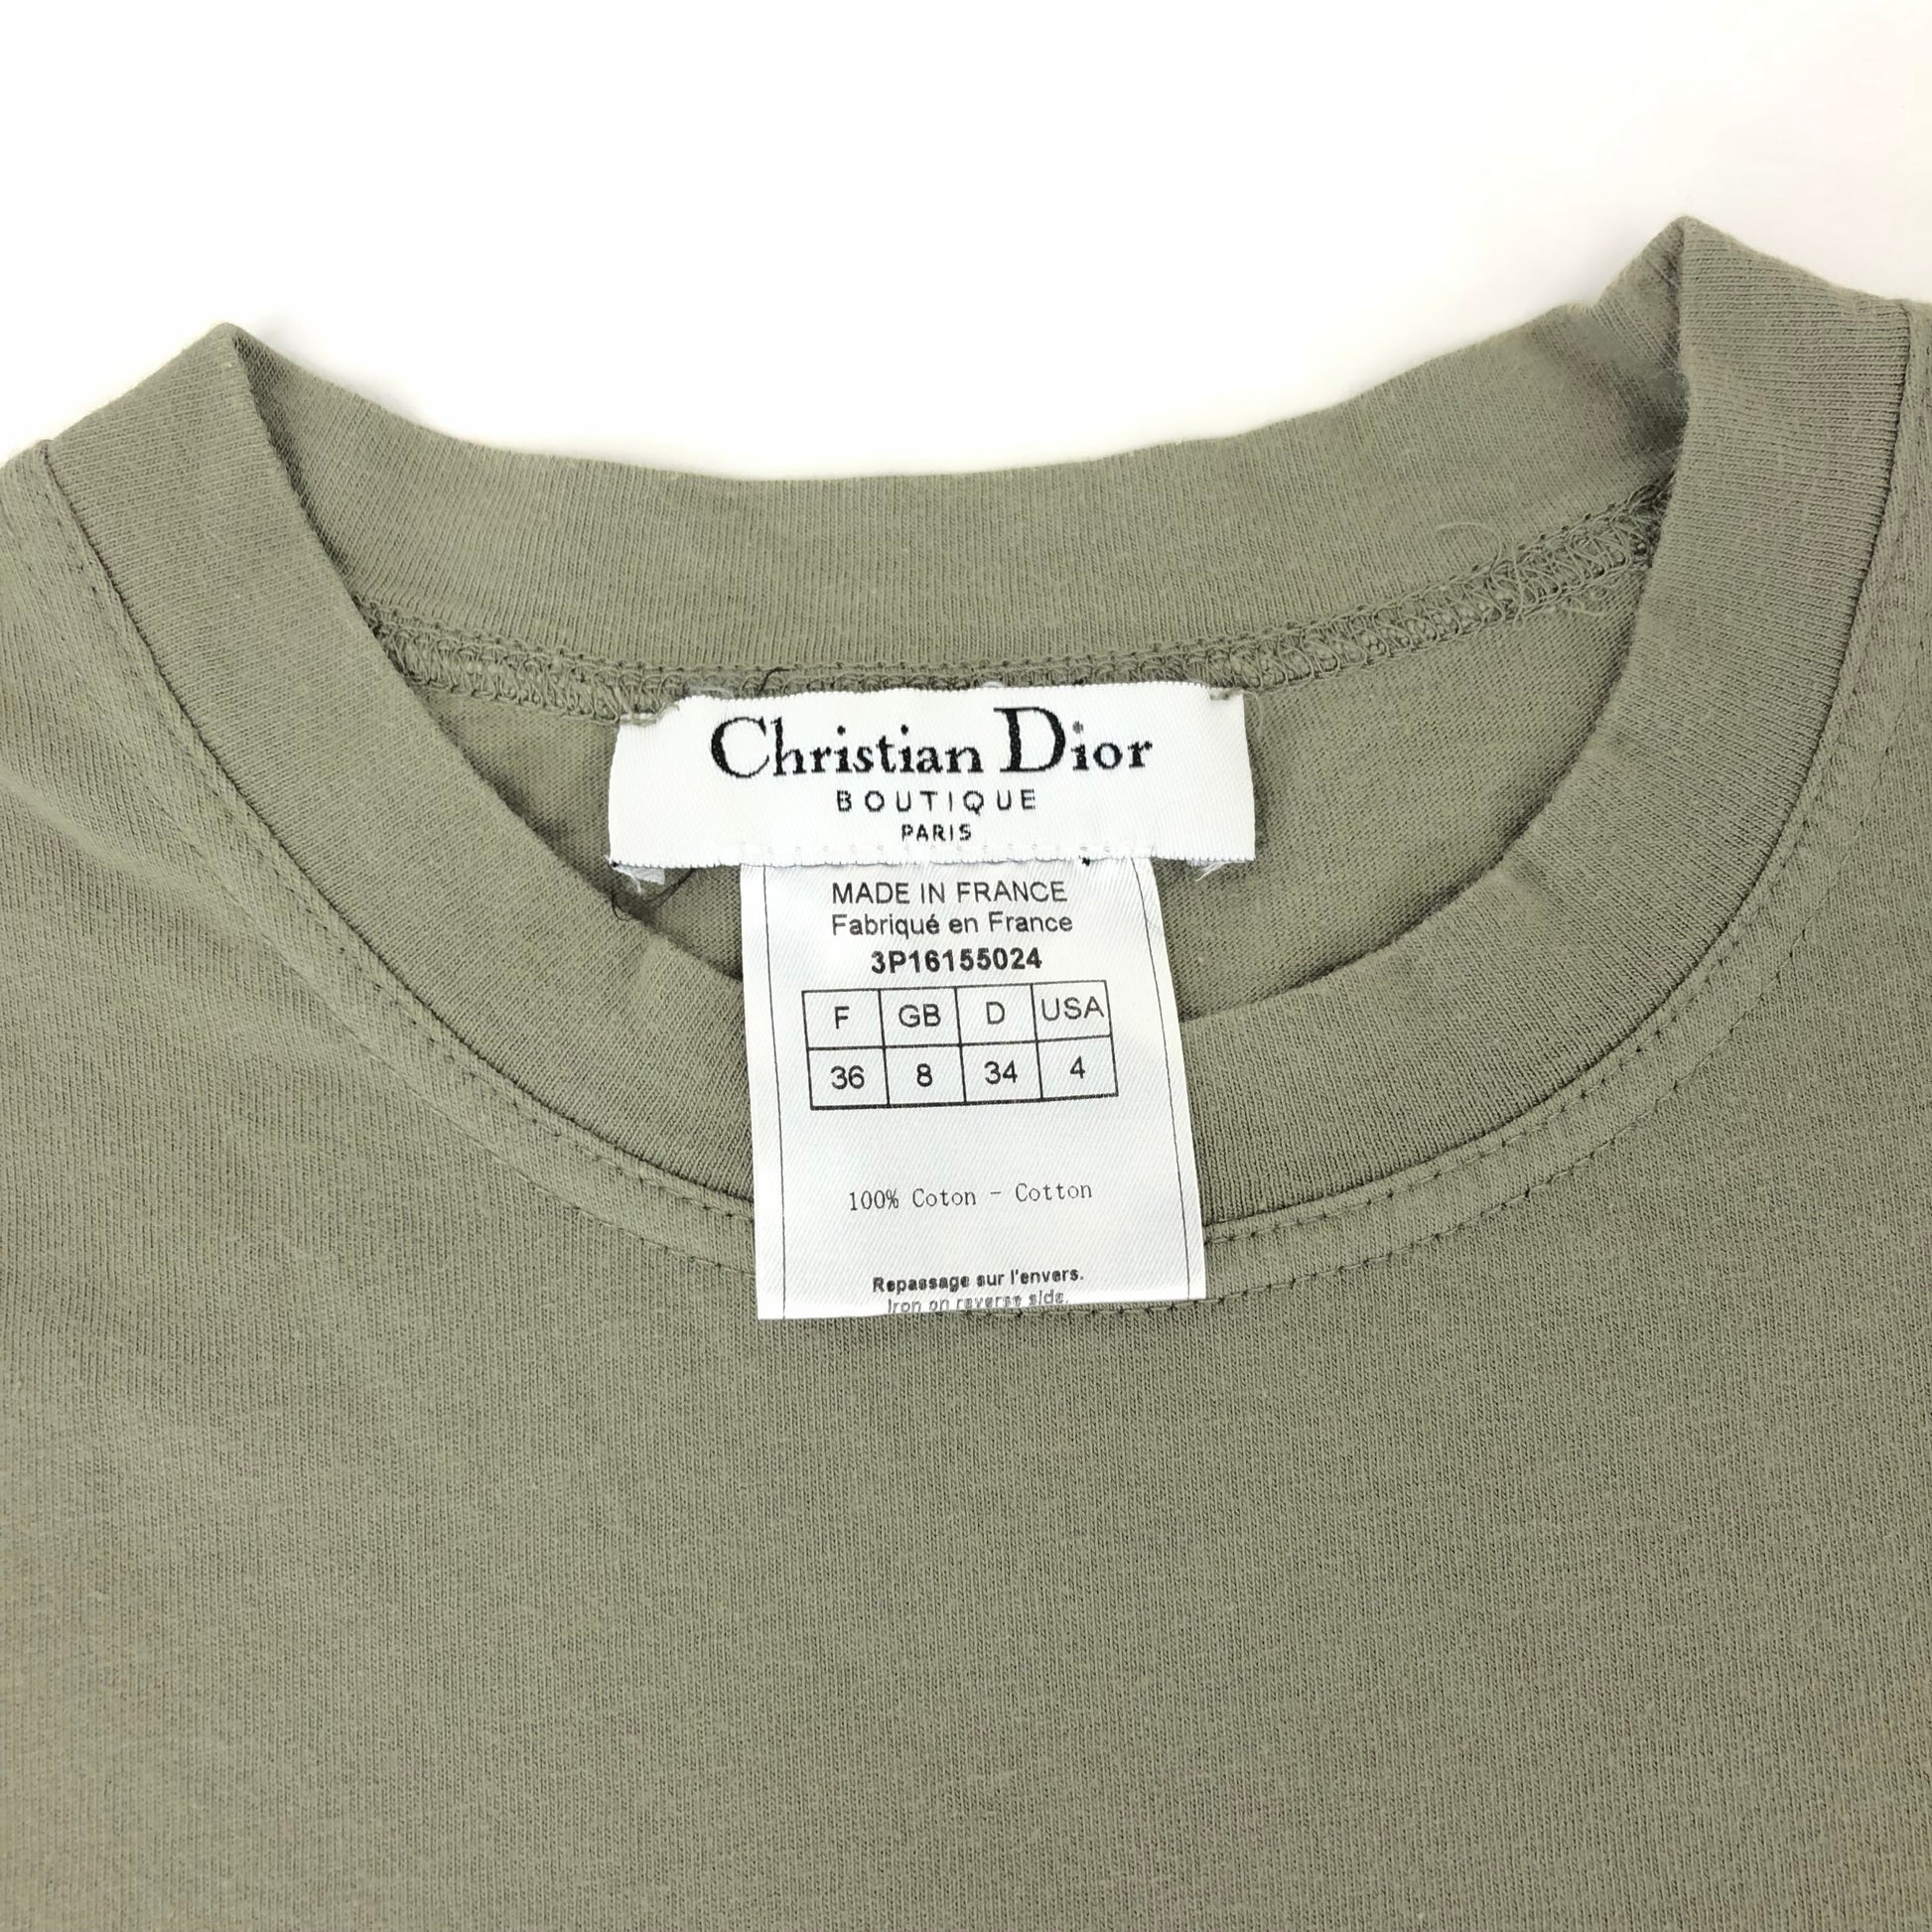 Christian Dior
BOUTIQUE
PARIS
MADE IN FRANCE
Fabriqué en France
3P16155024
F GB D USA
36 8 34 4
100% Coton - Cotton
Repassage sur l'envers.
Iron on reverse side.